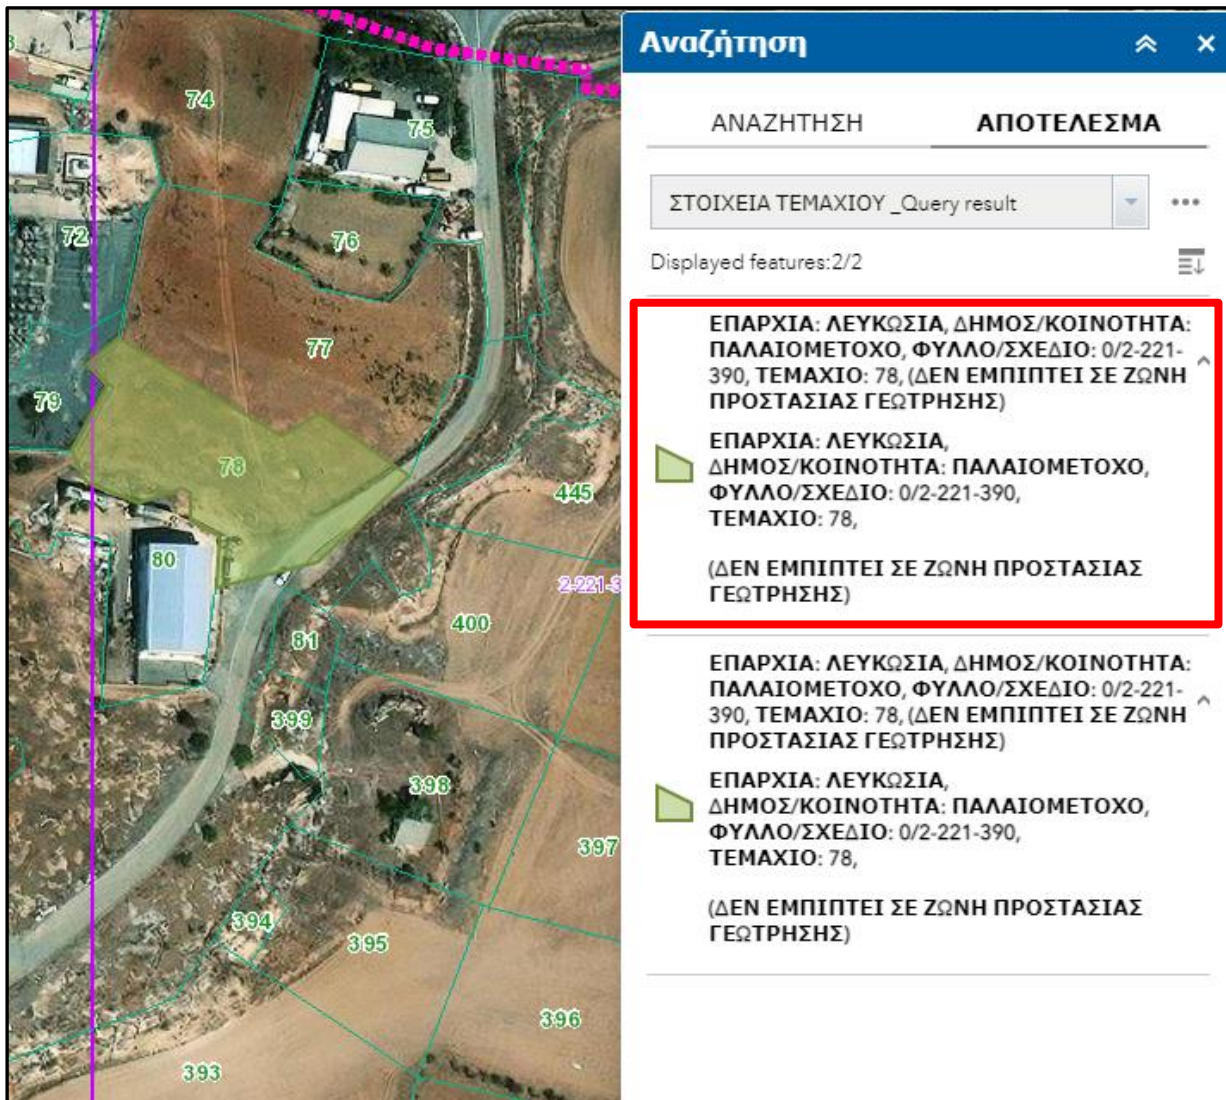 Αναζήτηση
ΑΝΑΖΗΤΗΣΗ
ΑΠΟΤΕΛΕΣΜΑ
ΣΤΟΙΧΕΙΑ ΤΕΜΑΧΙΟΥ _Query result
Displayed features:2/2
ΕΠΑΡΧΙΑ: ΛΕΥΚΩΣΙΑ, ΔΗΜΟΣ/ΚΟΙΝΟΤΗΤΑ:
ΠΑΛΑΙΟΜΕΤΟΧΟ, ΦΥΛΛΟ/ΣΧΕΔΙΟ: 0/2-221-
390, ΤΕΜΑΧΙΟ: 78, (ΔΕΝ ΕΜΠΙΠΤΕΙ ΣΕ ΖΩΝΗ
ΠΡΟΣΤΑΣΙΑΣ ΓΕΩΤΡΗΣΗΣ)
ΕΠΑΡΧΙΑ: ΛΕΥΚΩΣΙΑ,
ΔΗΜΟΣ/ΚΟΙΝΟΤΗΤΑ: ΠΑΛΑΙΟΜΕΤΟΧΟ,
ΦΥΛΛΟ/ΣΧΕΔΙΟ: 0/2-221-390,
ΤΕΜΑΧΙΟ: 78,
(ΔΕΝ ΕΜΠΙΠΤΕΙ ΣΕ ΖΩΝΗ ΠΡΟΣΤΑΣΙΑΣ
ΓΕΩΤΡΗΣΗΣ)
ΕΠΑΡΧΙΑ: ΛΕΥΚΩΣΙΑ, ΔΗΜΟΣ/ΚΟΙΝΟΤΗΤΑ:
ΠΑΛΑΙΟΜΕΤΟΧΟ, ΦΥΛΛΟ/ΣΧΕΔΙΟ: 0/2-221-
390, ΤΕΜΑΧΙΟ: 78, (ΔΕΝ ΕΜΠΙΠΤΕΙ ΣΕ ΖΩΝΗ
ΠΡΟΣΤΑΣΙΑΣ ΓΕΩΤΡΗΣΗΣ)
ΕΠΑΡΧΙΑ: ΛΕΥΚΩΣΙΑ,
ΔΗΜΟΣ/ΚΟΙΝΟΤΗΤΑ: ΠΑΛΑΙΟΜΕΤΟΧΟ,
ΦΥΛΛΟ/ΣΧΕΔΙΟ: 0/2-221-390,
ΤΕΜΑΧΙΟ: 78,
(ΔΕΝ ΕΜΠΙΠΤΕΙ ΣΕ ΖΩΝΗ ΠΡΟΣΤΑΣΙΑΣ
ΓΕΩΤΡΗΣΗΣ)
74
75
72
76
77
79
78
445
80
2-221-3
400
81
399
398
397
394
395
396
393